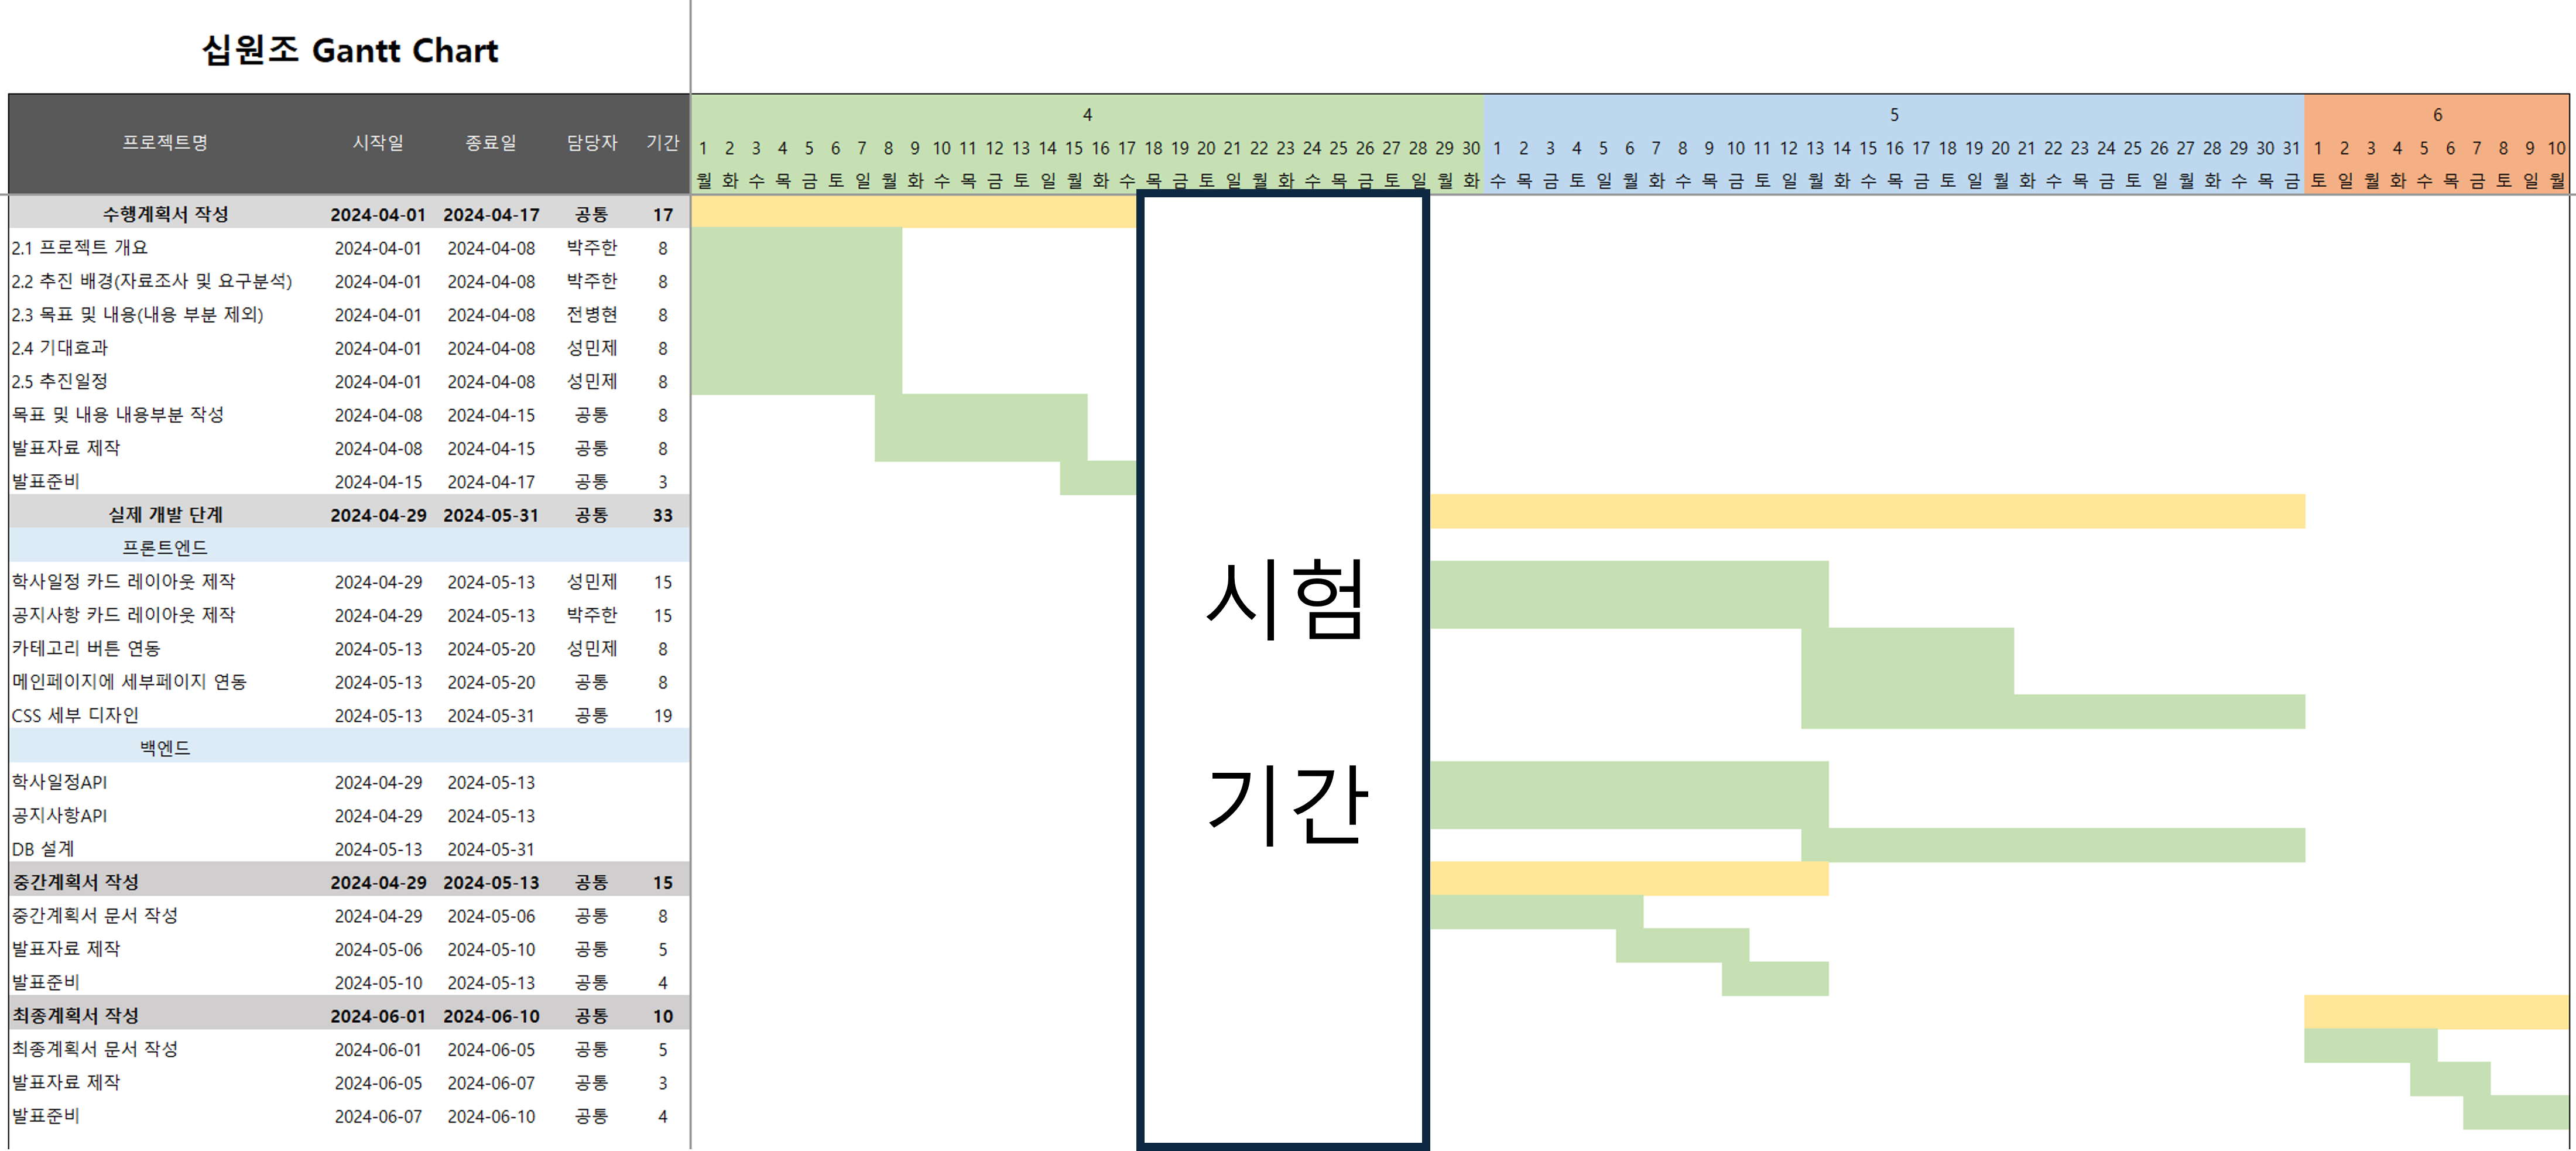 십원조 Gantt Chart
4 5 6
프로젝트명 시작일 종료일 담당자 기간 1 2 3 4 5 6 7 8 9 10 11 12 13 14 15 16 17 18 19 20 21 22 23 24 25 26 27 28 29 30 1 2 3 4 5 6 7 8 9 10 11 12 13 14 15 16 17 18 19 20 21 22 23 24 25 26 27 28 29 30 31 1 2 3 4 5 6 7 8 9 10
월 화 수 목 금 토 일 월 화 수 목 금 토 일 월 화 수 목 금 토 일 월 화 수 목 금 토 일 월 화 수 목 금 토 일 월 화 수 목 금 토 일 월 화 수 목 금 토 일 월 화 수 목 금 토 일 월 화 수 목 금 토 일 월 화 수 목 금 토 일 월
수행계획서 작성 2024-04-01 2024-04-17 공통 17
2.1 프로젝트 개요 2024-04-01 2024-04-08 박주한 8
2.2 추진 배경(자료조사 및 요구분석) 2024-04-01 2024-04-08 박주한 8
2.3 목표 및 내용(내용 부분 제외) 2024-04-01 2024-04-08 전병현 8
2.4 기대효과 2024-04-01 2024-04-08 성민제 8
2.5 추진일정 2024-04-01 2024-04-08 성민제 8
목표 및 내용 내용부분 작성 2024-04-08 2024-04-15 공통 8
발표자료 제작 2024-04-08 2024-04-15 공통 8
발표준비 2024-04-15 2024-04-17 공통 3
실제 개발 단계 2024-04-29 2024-05-31 공통 33
프론트엔드
학사일정 카드 레이아웃 제작 2024-04-29 2024-05-13 성민제 15
공지사항 카드 레이아웃 제작 2024-04-29 2024-05-13 박주한 15
카테고리 버튼 연동 2024-05-13 2024-05-20 성민제 8
메인페이지에 세부페이지 연동 2024-05-13 2024-05-20 공통 8
CSS 세부 디자인 2024-05-13 2024-05-31 공통 19
백엔드
학사일정API 2024-04-29 2024-05-13
공지사항API 2024-04-29 2024-05-13
DB 설계 2024-05-13 2024-05-31
중간계획서 작성 2024-04-29 2024-05-13 공통 15
중간계획서 문서 작성 2024-04-29 2024-05-06 공통 8
발표자료 제작 2024-05-06 2024-05-10 공통 5
발표준비 2024-05-10 2024-05-13 공통 4
최종계획서 작성 2024-06-01 2024-06-10 공통 10
최종계획서 문서 작성 2024-06-01 2024-06-05 공통 5
발표자료 제작 2024-06-05 2024-06-07 공통 3
발표준비 2024-06-07 2024-06-10 공통 4
시험
기간